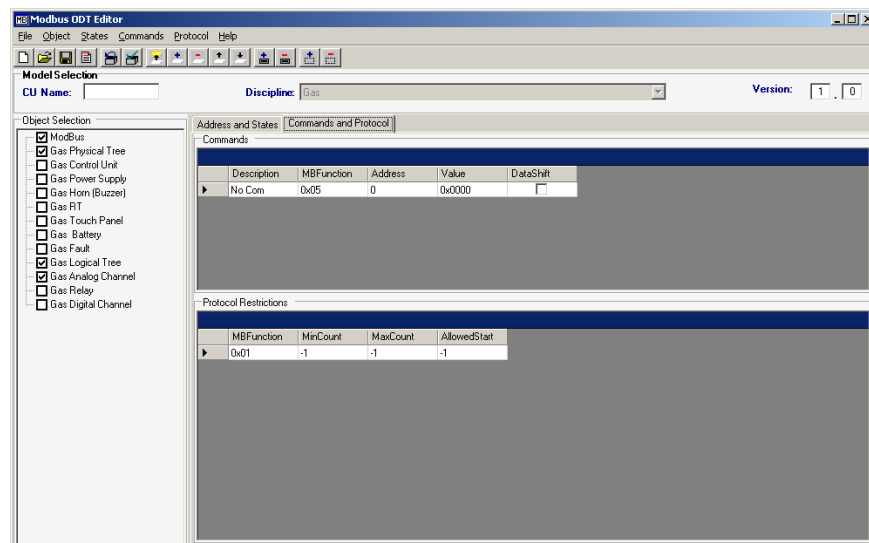 MB Modbus ODT Editor
File Object States Commands Protocol Help
Model Selection
CU Name: Discipline: Gas Version: 1 . 0
Object Selection
ModBus
Gas Physical Tree
Gas Control Unit
Gas Power Supply
Gas Horn (Buzzer)
Gas RT
Gas Touch Panel
Gas Battery
Gas Fault
Gas Logical Tree
Gas Analog Channel
Gas Relay
Gas Digital Channel
Address and States Commands and Protocol
Commands
Description MBFunction Address Value DataShift
No Com 0x05 0 0x0000
Protocol Restrictions
MBFunction MinCount MaxCount AllowedStart
0x01 -1 -1 -1